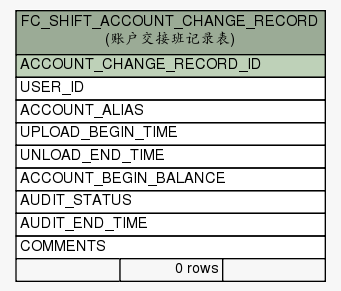 FC_SHIFT_ACCOUNT_CHANGE_RECORD
(账户交接班记录表)
ACCOUNT_CHANGE_RECORD_ID
USER_ID
ACCOUNT_ALIAS
UPLOAD_BEGIN_TIME
UNLOAD_END_TIME
ACCOUNT_BEGIN_BALANCE
AUDIT_STATUS
AUDIT_END_TIME
COMMENTS
0 rows